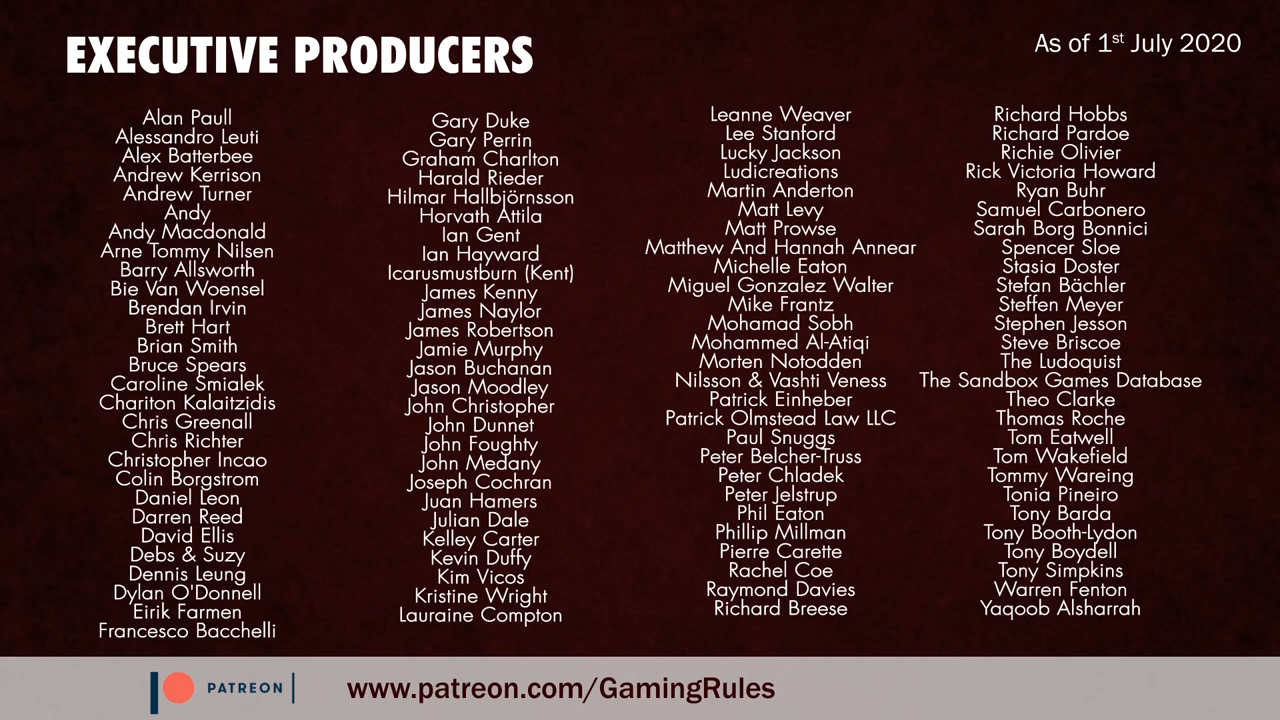 EXECUTIVE PRODUCERS
As of 1st July 2020
Alan Paull
Alessandro Leuti
Alex Batterbee
Andrew Kerrison
Andrew Turner
Andy
Andy Macdonald
Arne Tommy Nilsen
Barry Allsworth
Bie Van Woensel
Brendan Irvin
Brett Hart
Brian Smith
Bruce Spears
Caroline Smialek
Chariton Kalaitzidis
Chris Greenall
Chris Richter
Christopher Incao
Colin Borgstrom
Daniel Leon
Darren Reed
David Ellis
Debs & Suzy
Dennis Leung
Dylan O'Donnell
Eirik Farmen
Francesco Bacchelli
Gary Duke
Gary Perrin
Graham Charlton
Harald Rieder
Hilmar Hallbjörnsson
Horvath Attila
Ian Gent
Ian Hayward
Icarusmustburn (Kent)
James Kenny
James Naylor
James Robertson
Jamie Murphy
Jason Buchanan
Jason Moodley
John Christopher
John Dunnet
John Foughty
John Medany
Joseph Cochran
Juan Hamers
Julian Dale
Kelley Carter
Kevin Duffy
Kim Vicos
Kristine Wright
Lauraine Compton
Leanne Weaver
Lee Stanford
Lucky Jackson
Ludicreations
Martin Anderton
Matt Levy
Matt Prowse
Matthew And Hannah Annear
Michelle Eaton
Miguel Gonzalez Walter
Mike Frantz
Mohamad Sobh
Mohammed Al-Atiqi
Morten Notodden
Nilsson & Vashti Veness
Patrick Einheber
Patrick Olmstead Law LLC
Paul Snuggs
Peter Belcher-Truss
Peter Chladek
Peter Jelstrup
Phil Eaton
Phillip Millman
Pierre Carette
Rachel Coe
Raymond Davies
Richard Breese
Richard Hobbs
Richard Pardoe
Richie Olivier
Rick Victoria Howard
Ryan Buhr
Samuel Carbonero
Sarah Borg Bonnici
Spencer Sloe
Stasia Doster
Stefan Bächler
Steffen Meyer
Stephen Jesson
Steve Briscoe
The Ludoquist
The Sandbox Games Database
Theo Clarke
Thomas Roche
Tom Eatwell
Tom Wakefield
Tommy Wareing
Tonia Pineiro
Tony Barda
Tony Booth-Lydon
Tony Boydell
Tony Simpkins
Warren Fenton
Yaqoob Alsharrah
PATREON
www.patreon.com/GamingRules